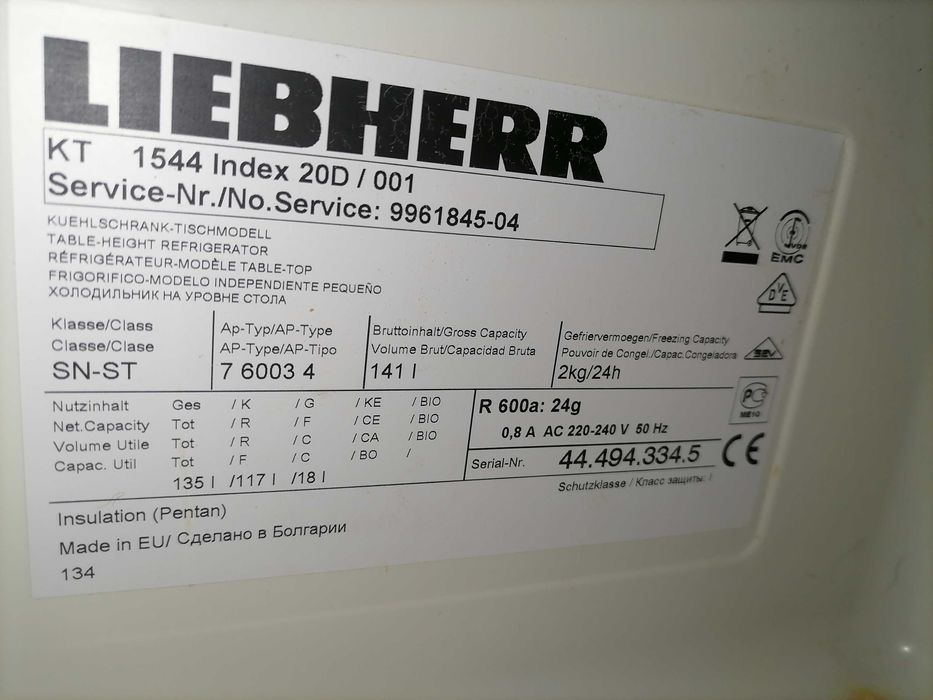 LIEBHERR
KT 1544 Index 20D / 001
Service-Nr./No.Service: 9961845-04
KUEHLSCHRANK-TISCHMODELL
TABLE-HEIGHT REFRIGERATOR
RÉFRIGÉRATEUR-MODÈLE TABLE-TOP
FRIGORIFICO-MODELO INDEPENDIENTE PEQUEÑO
ХОЛОДИЛЬНИК НА УРОВНЕ СТОЛА
EMC
DVE
Klasse/Class
Classe/Clase
SN-ST
Ap-Typ/AP-Type
AP-Type/AP-Tipo
7 6003 4
Bruttoinhalt/Gross Capacity
Volume Brut/Capacidad Bruta
141 l
Gefriervermoegen/Freezing Capacity
Pouvoir de Congel./Capac.Congeladora
2kg/24h
SEV
Nutzinhalt Ges / K / G / KE / BIO
Net.Capacity Tot / R / F / CE / BIO
Volume Utile Tot / R / C / CA / BIO
Capac. Util Tot / F / C / BO /
135 l /117 l /18 l
R 600a: 24g
0,8 A AC 220-240 V 50 Hz
Serial-Nr. 44.494.334.5
Schutzklasse / Класс защиты: I
ME10
CE
Insulation (Pentan)
Made in EU/ Сделано в Болгарии
134